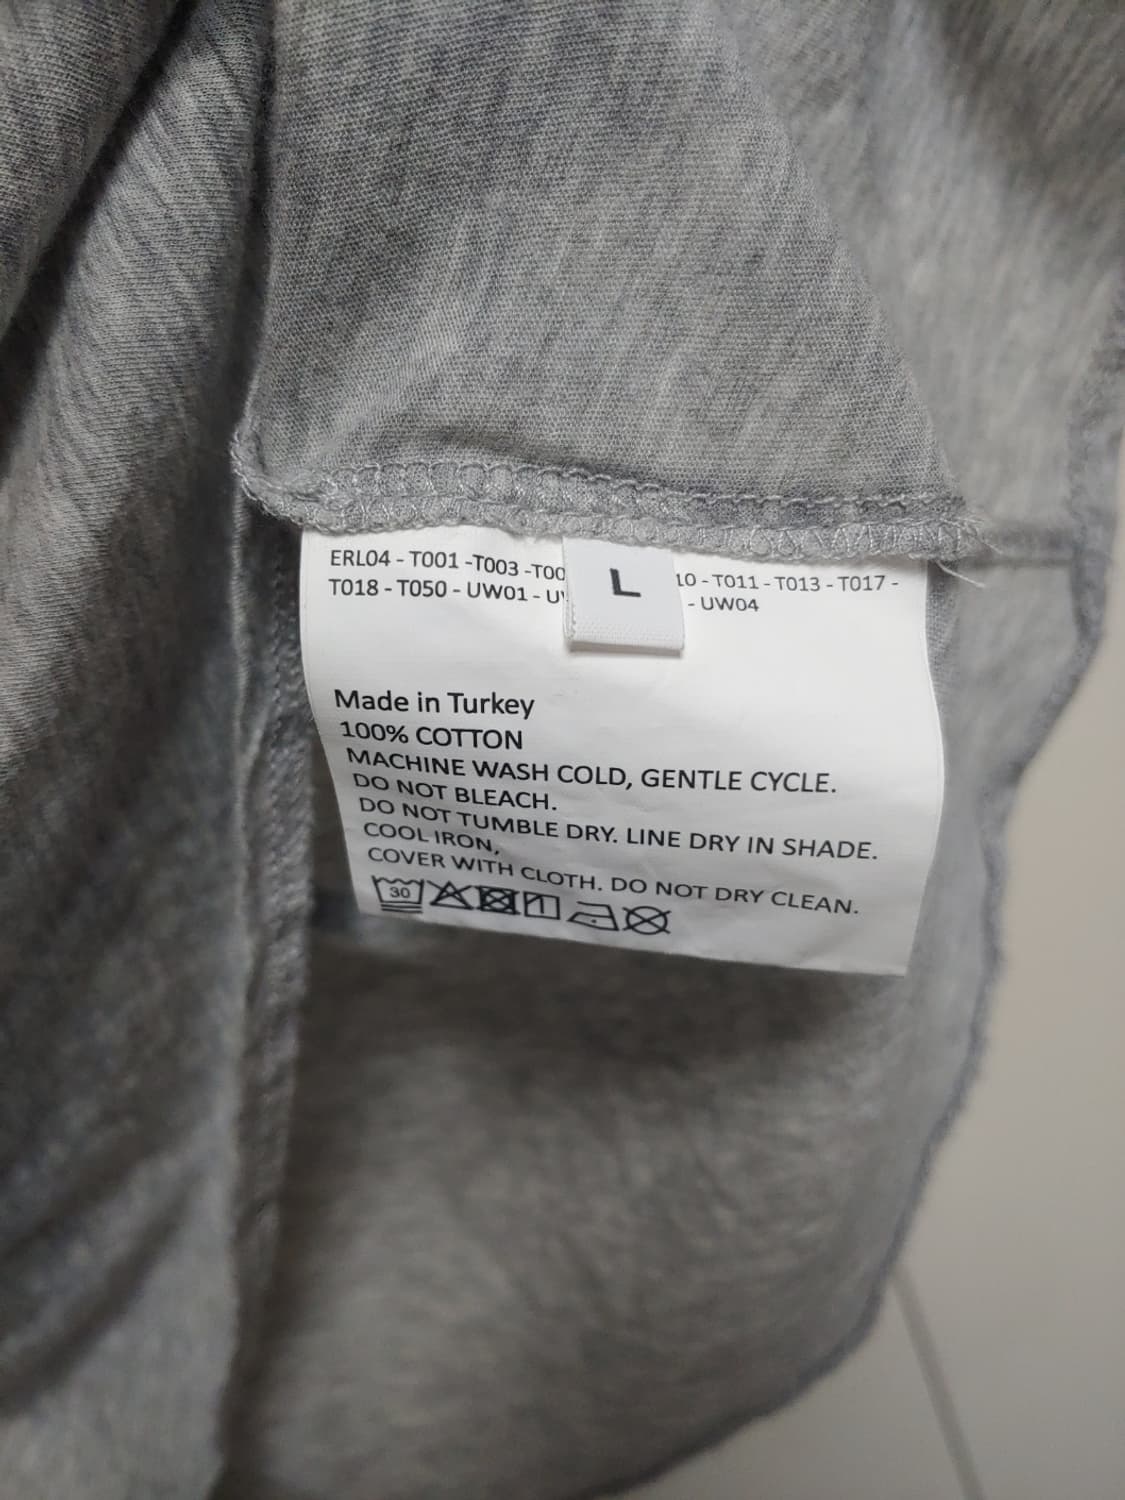 ERL04 - T001 -T003 -T00
L
10 - T011 - T013 - T017 -
T018 - T050 - UW01 - U
- UW04
Made in Turkey
100% COTTON
MACHINE WASH COLD, GENTLE CYCLE.
DO NOT BLEACH.
DO NOT TUMBLE DRY. LINE DRY IN SHADE.
COOL IRON,
COVER WITH CLOTH. DO NOT DRY CLEAN.
30